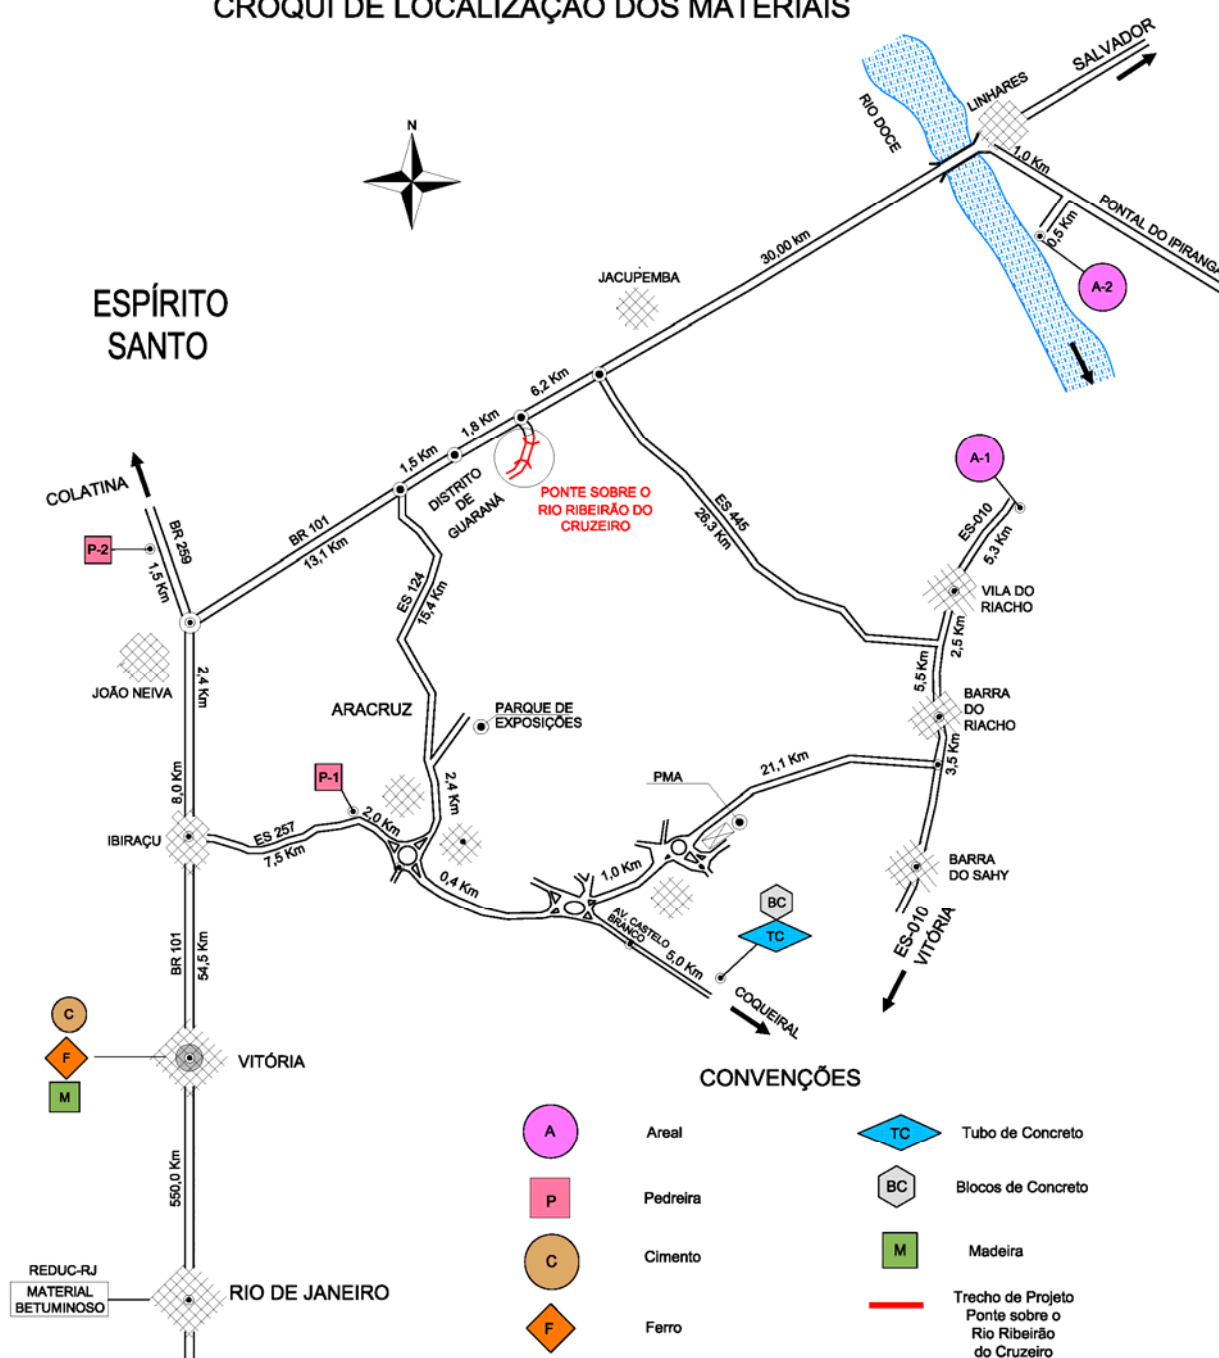 CROQUI DE LOCALIZAÇÃO DOS MATERIAIS
SALVADOR
LINHARES
RIO DOCE
1,0 Km
PONTAL DO IPIRANGA
0,5 Km
A-2
N
30,00 km
JACUPEMBA
ESPÍRITO
SANTO
6,2 Km
1,8 Km
1,5 Km
DISTRITO
DE
GUARANÁ
PONTE SOBRE O
RIO RIBEIRÃO DO
CRUZEIRO
A-1
ES-010
5,3 Km
COLATINA
BR 259
P-2
1,5 Km
BR 101
13,1 Km
ES 445
26,3 Km
ES 124
15,4 Km
VILA DO
RIACHO
2,5 Km
5,5 Km
JOÃO NEIVA
2,4 Km
ARACRUZ
PARQUE DE
EXPOSIÇÕES
BARRA
DO
RIACHO
3,5 Km
21,1 Km
PMA
P-1
2,4 Km
8,0 Km
2,0 Km
IBIRAÇU
ES 257
7,5 Km
0,4 Km
1,0 Km
BARRA
DO SAHY
BC
TC
AV. CASTELO
BRANCO
5,0 Km
COQUEIRAL
ES-010
VITÓRIA
BR 101
54,5 Km
C
F
M
VITÓRIA
550,0 Km
REDUC-RJ
MATERIAL
BETUMINOSO
RIO DE JANEIRO
CONVENÇÕES
A
Areal
TC
Tubo de Concreto
P
Pedreira
BC
Blocos de Concreto
C
Cimento
M
Madeira
F
Ferro
Trecho de Projeto
Ponte sobre o
Rio Ribeirão
do Cruzeiro